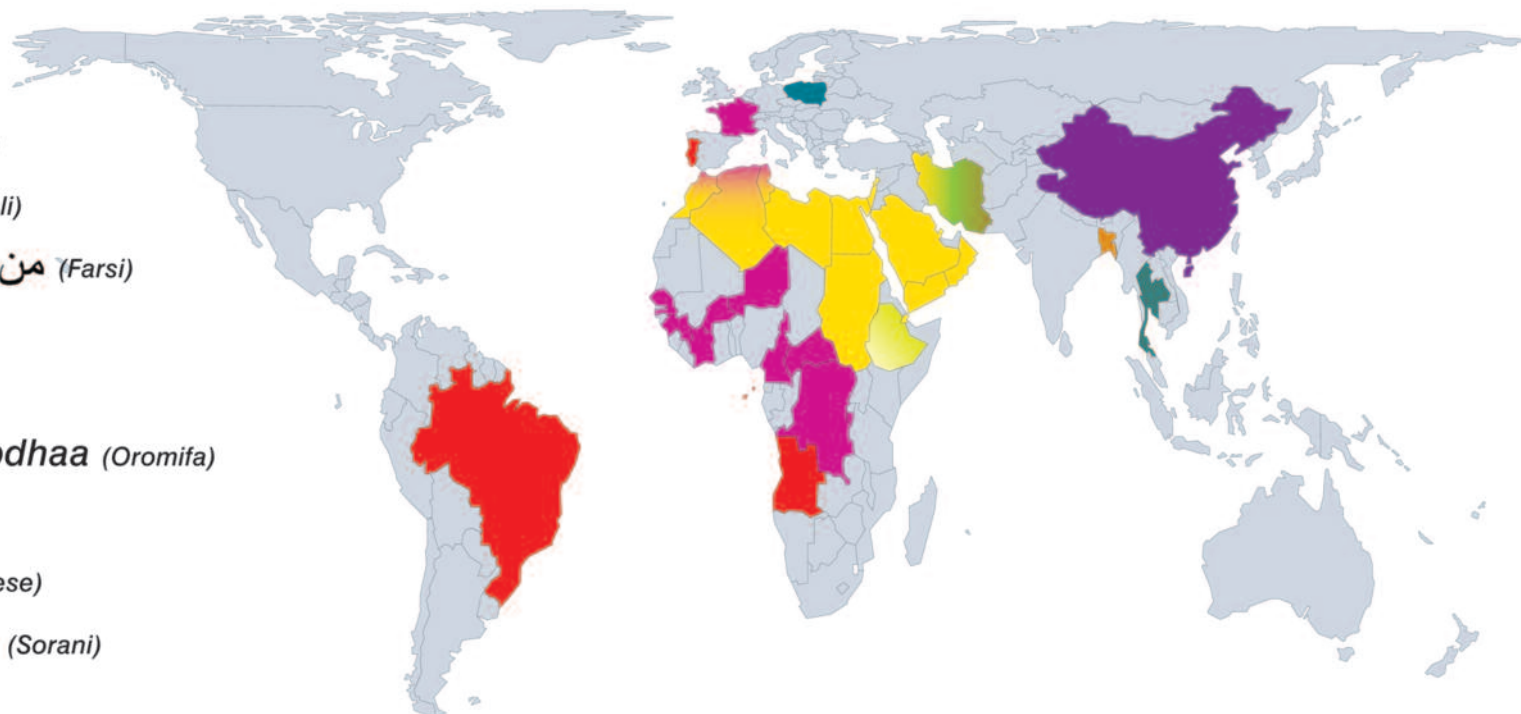 li)
من (Farsi)
odhaa (Oromifa)
ese)
(Sorani)